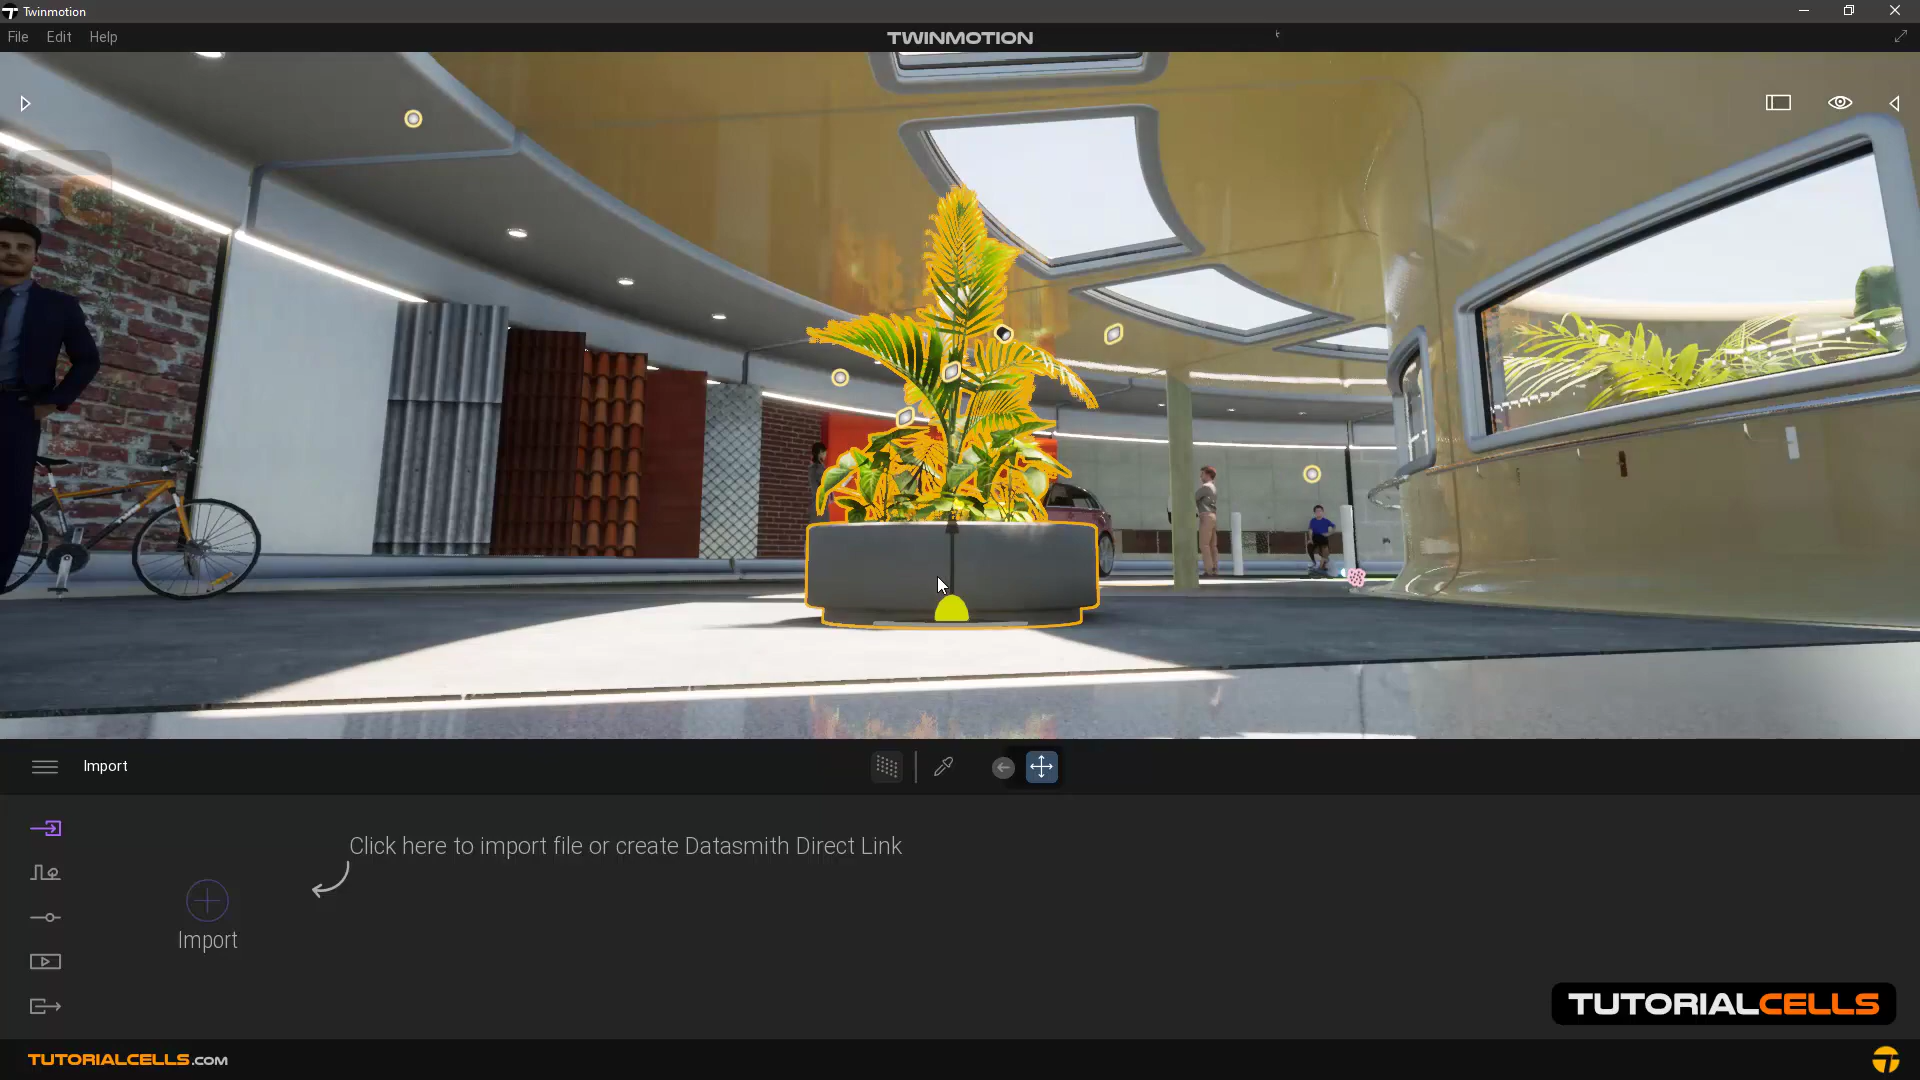 Twinmotion
File Edit Help
TWINMOTION
Import
Click here to import file or create Datasmith Direct Link
Import
TUTORIALCELLS
TUTORIALCELLS.COM